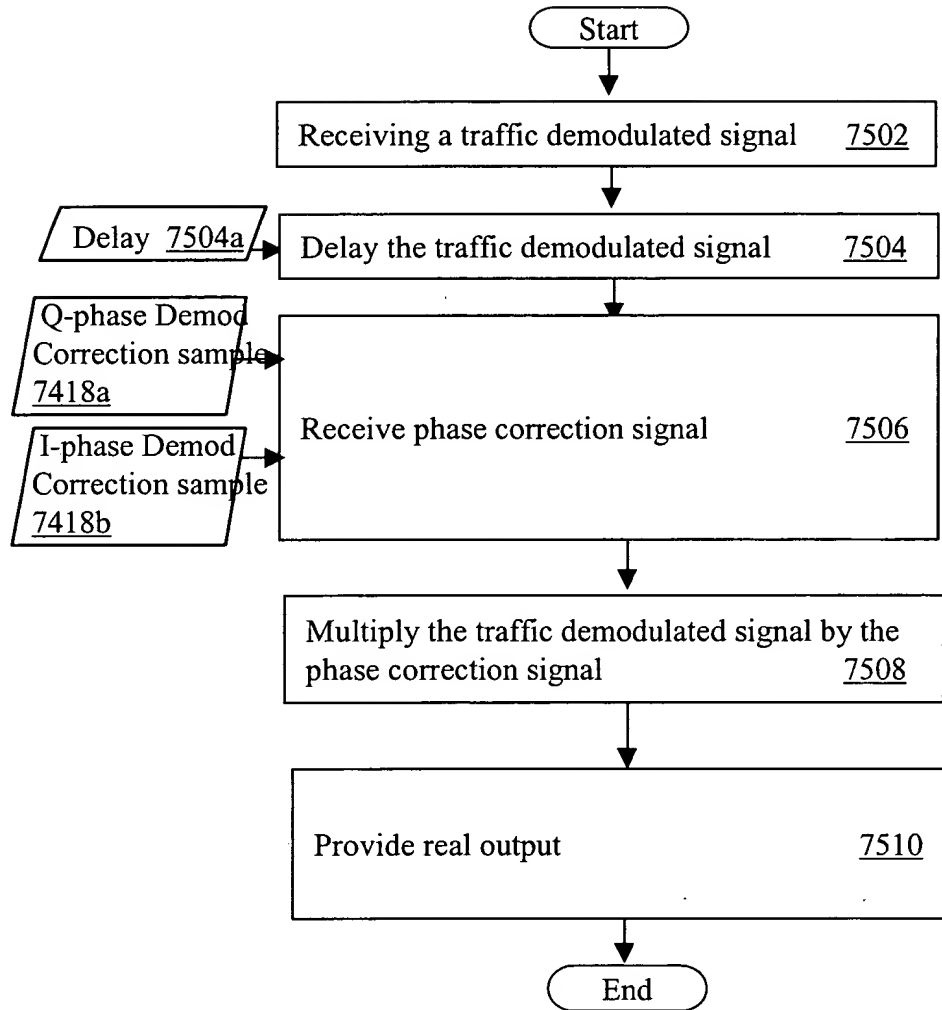 Start
Receiving a traffic demodulated signal 7502
Delay 7504a
Delay the traffic demodulated signal 7504
Q-phase Demod
Correction sample
7418a
Receive phase correction signal 7506
I-phase Demod
Correction sample
7418b
Multiply the traffic demodulated signal by the
phase correction signal 7508
Provide real output 7510
End